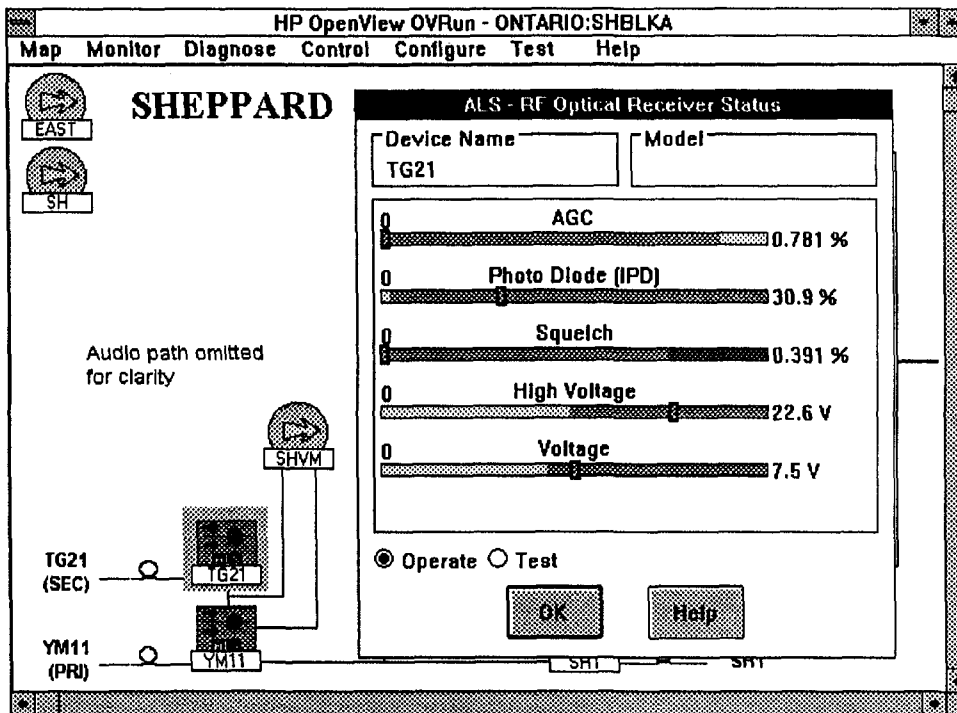 HP OpenView OVRun - ONTARIO:SHBLKA
Map Monitor Diagnose Control Configure Test Help
EAST
SHEPPARD
SH
ALS - RF Optical Receiver Status
Device Name
TG21
Model
AGC
0
0.781 %
Photo Diode (IPD)
0
30.9 %
Squelch
0
0.391 %
High Voltage
0
22.6 V
Voltage
0
7.5 V
Operate Test
OK Help
Audio path omitted
for clarity
SHVM
TG21
(SEC)
TG21
YM11
(PRI)
YM11
SH1
SH1